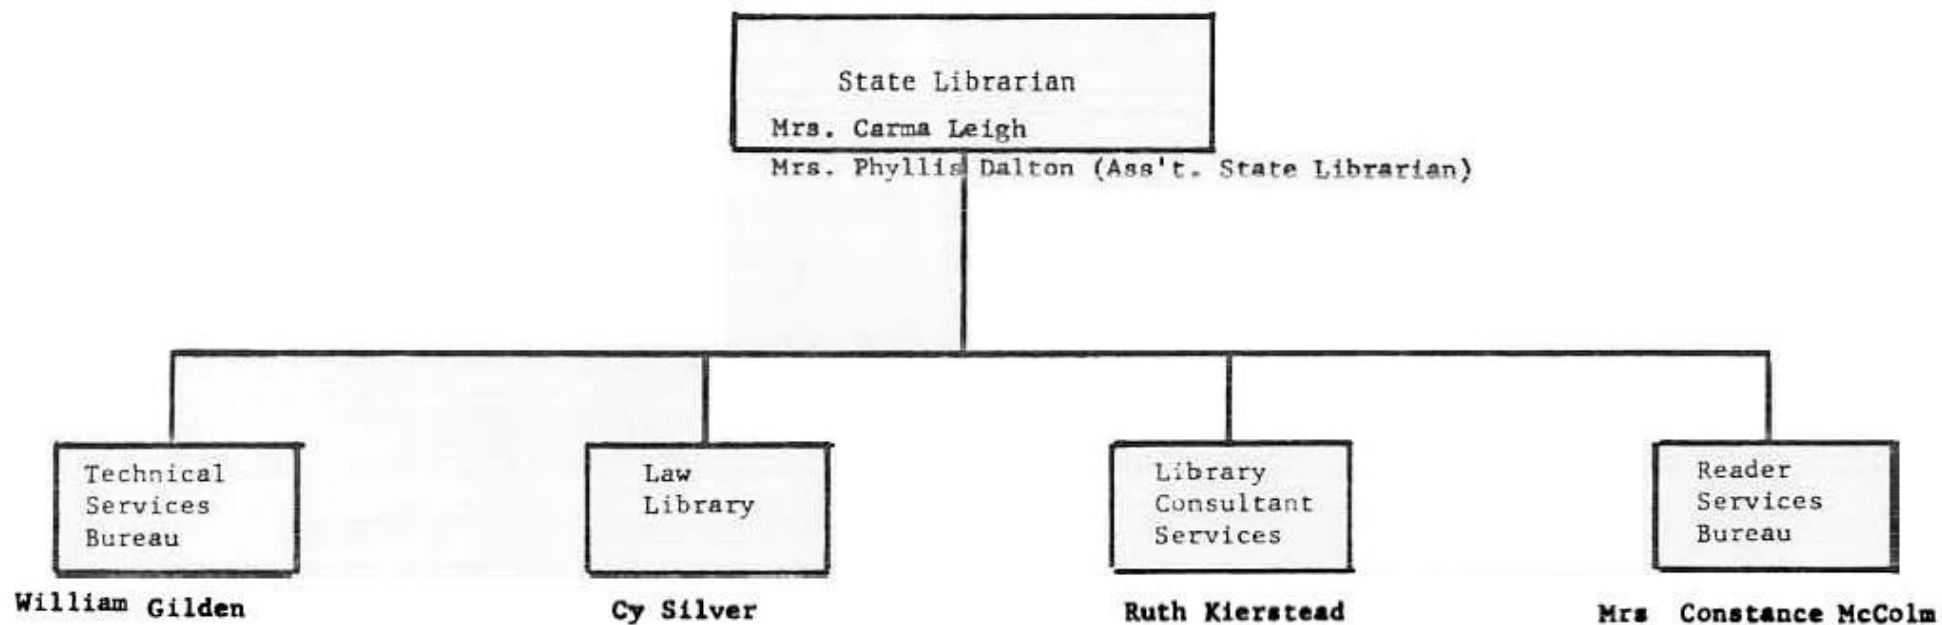 State Librarian
Mrs. Carma Leigh
Mrs. Phyllis Dalton (Ass't. State Librarian)
Technical
Services
Bureau
William Gilden
Law
Library
Cy Silver
Library
Consultant
Services
Ruth Kierstead
Reader
Services
Bureau
Mrs Constance McColm